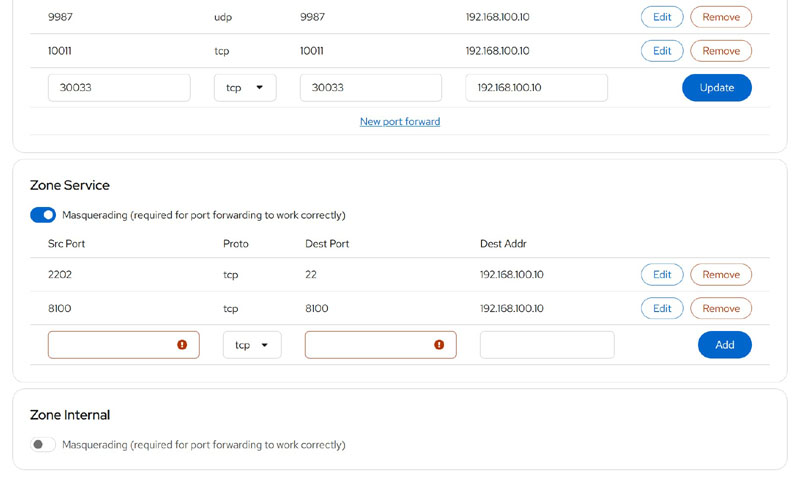 9987 udp 9987 192.168.100.10 Edit Remove
10011 tcp 10011 192.168.100.10 Edit Remove
30033 tcp 30033 192.168.100.10 Update
New port forward
Zone Service
Masquerading (required for port forwarding to work correctly)
Src Port Proto Dest Port Dest Addr
2202 tcp 22 192.168.100.10 Edit Remove
8100 tcp 8100 192.168.100.10 Edit Remove
tcp Add
Zone Internal
Masquerading (required for port forwarding to work correctly)